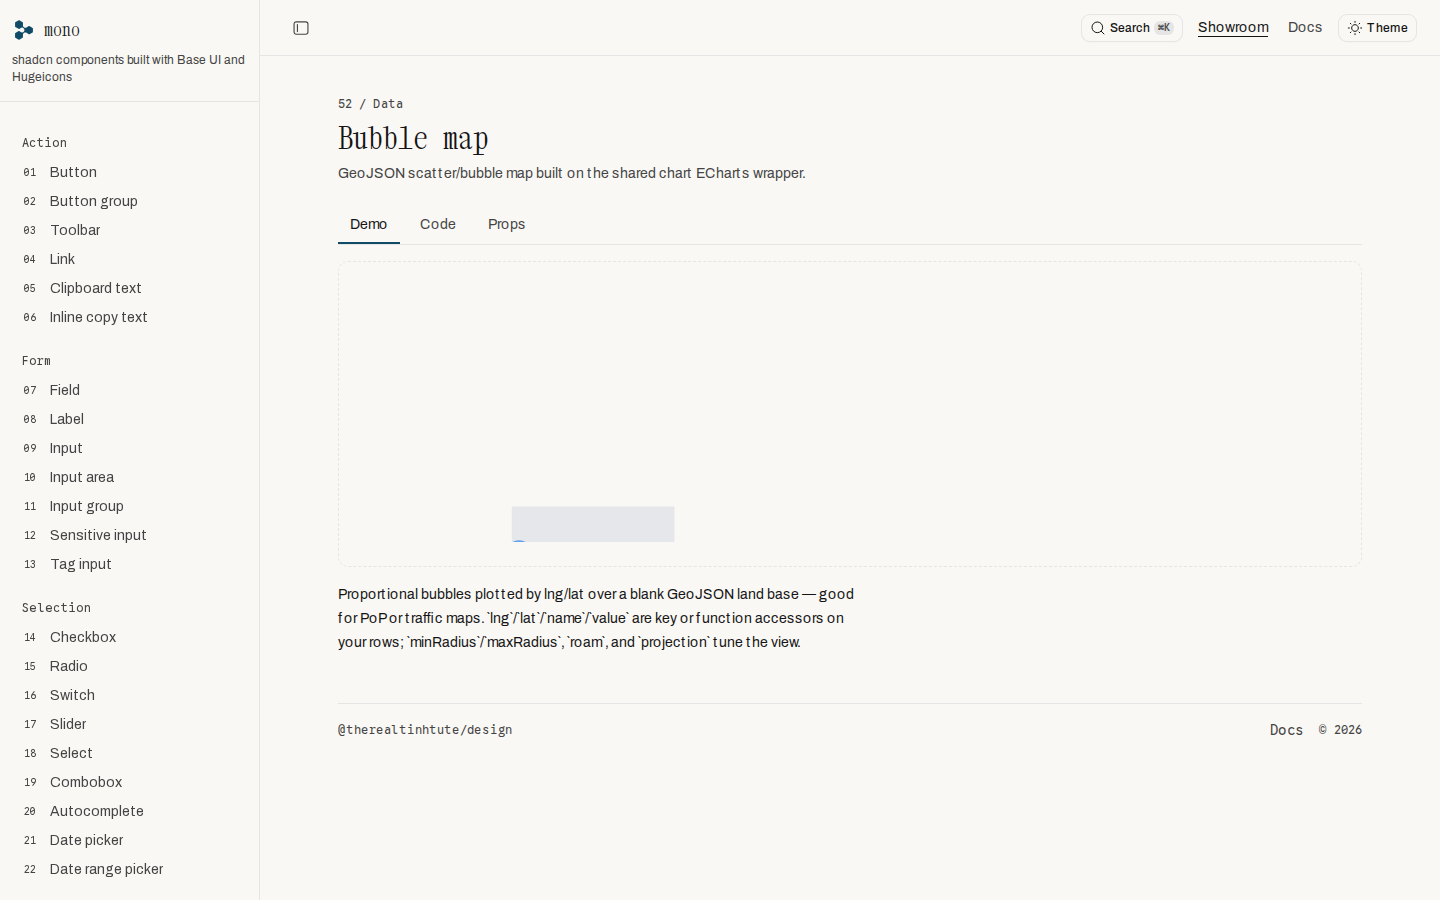 mono
shadcn components built with Base UI and
Hugeicons
Action
01 Button
02 Button group
03 Toolbar
04 Link
05 Clipboard text
06 Inline copy text
Form
07 Field
08 Label
09 Input
10 Input area
11 Input group
12 Sensitive input
13 Tag input
Selection
14 Checkbox
15 Radio
16 Switch
17 Slider
18 Select
19 Combobox
20 Autocomplete
21 Date picker
22 Date range picker
Search ⌘K Showroom Docs Theme
52 / Data
Bubble map
GeoJSON scatter/bubble map built on the shared chart ECharts wrapper.
Demo Code Props
Proportional bubbles plotted by lng/lat over a blank GeoJSON land base — good
for PoP or traffic maps. `lng`/`lat`/`name`/`value` are key or function accessors on
your rows; `minRadius`/`maxRadius`, `roam`, and `projection` tune the view.
@therealtinhtute/design Docs © 2026